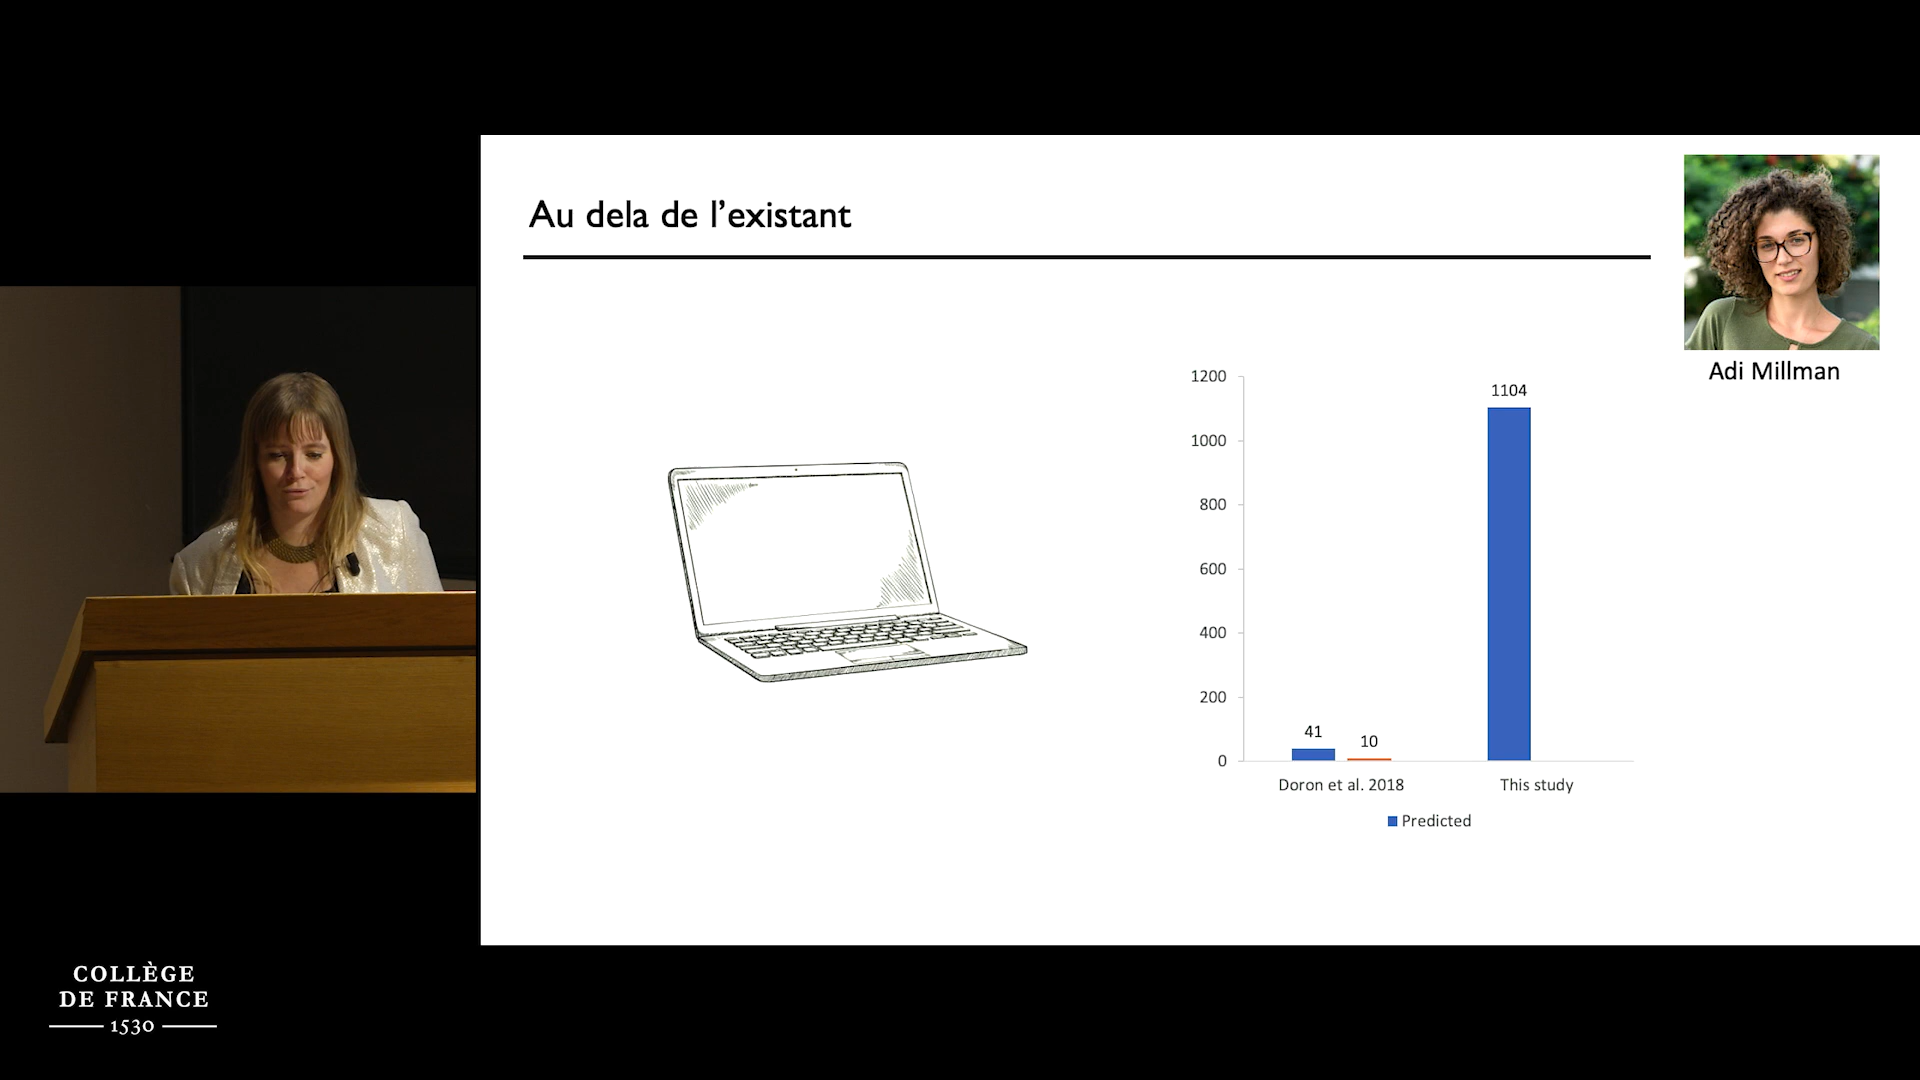 Au dela de l’existant
Adi Millman
1200
1000
800
600
400
200
0
41
10
1104
Doron et al. 2018
This study
Predicted
COLLÈGE
DE FRANCE
1530